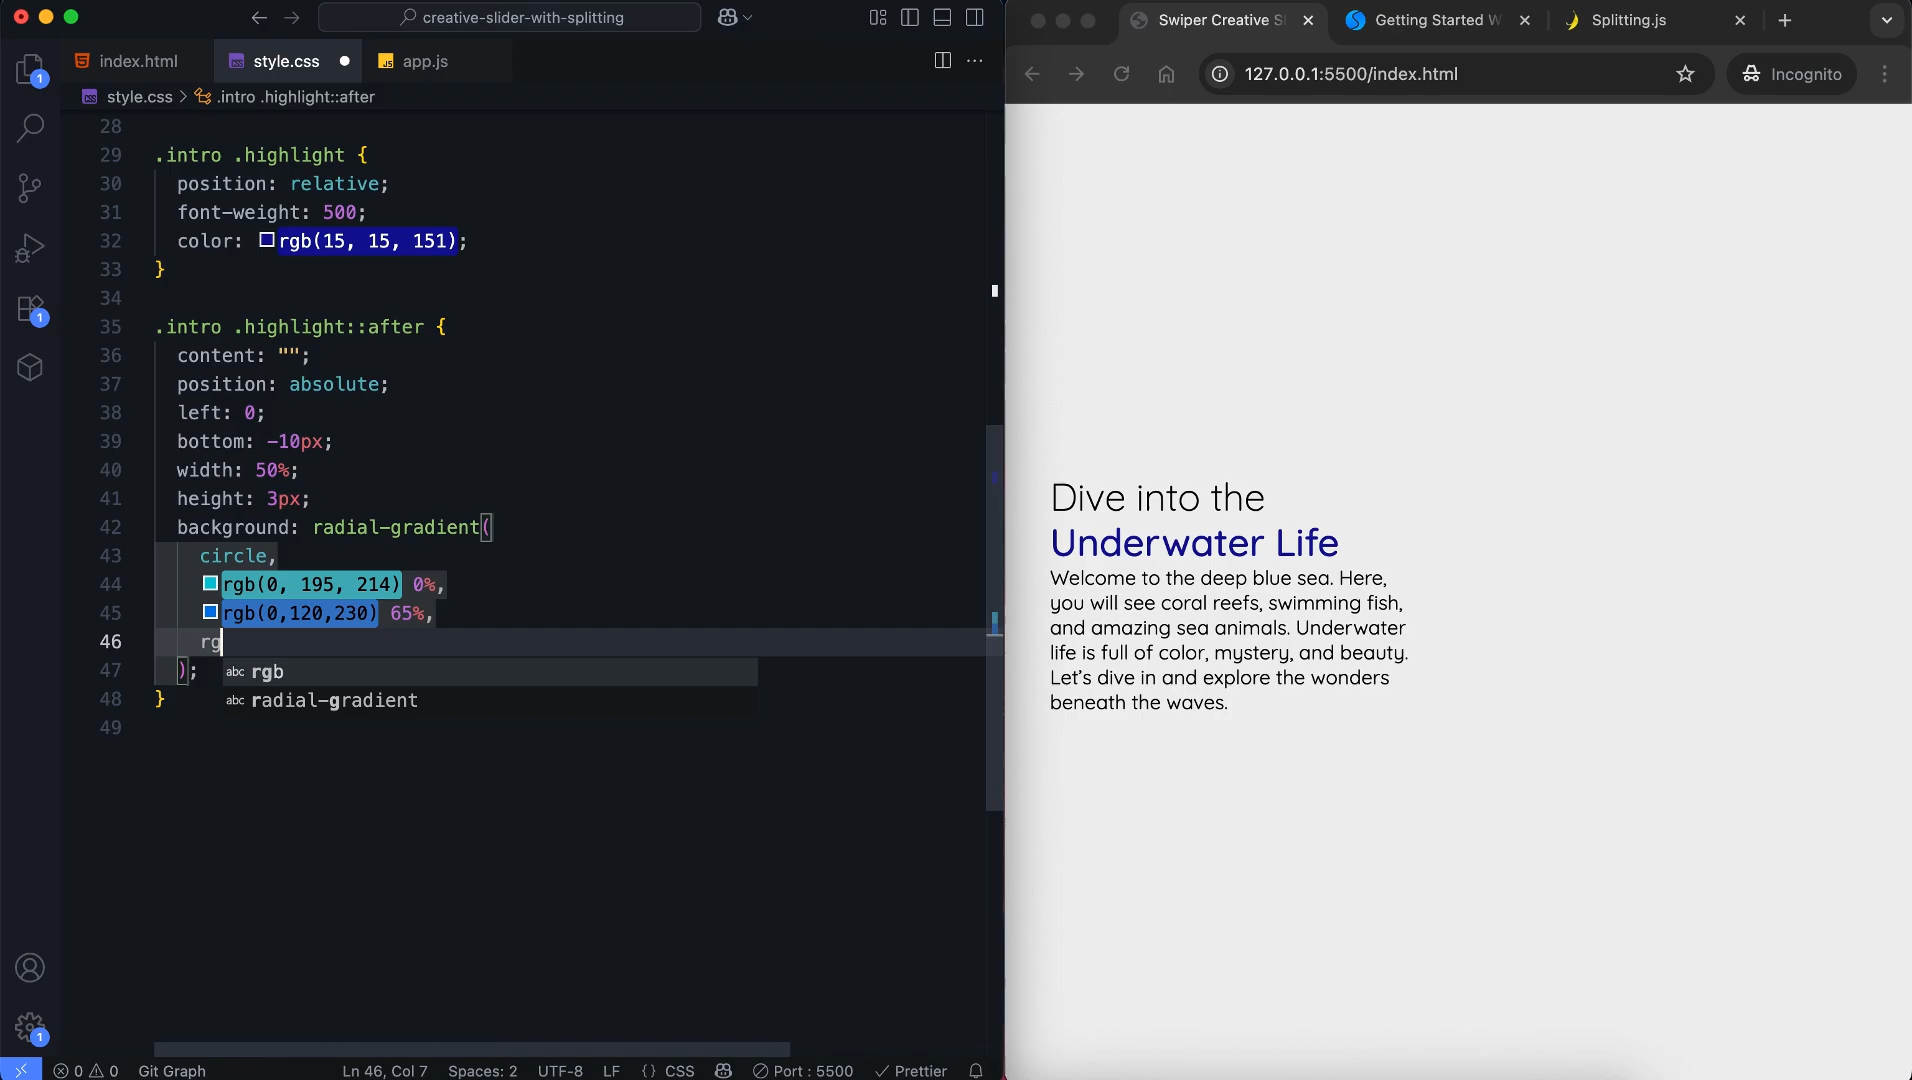 creative-slider-with-splitting
index.html
style.css
app.js
style.css > .intro .highlight::after
28
29 .intro .highlight {
30 position: relative;
31 font-weight: 500;
32 color: rgb(15, 15, 151);
33 }
34
35 .intro .highlight::after {
36 content: "";
37 position: absolute;
38 left: 0;
39 bottom: -10px;
40 width: 50%;
41 height: 3px;
42 background: radial-gradient(
43 circle,
44 rgb(0, 195, 214) 0%,
45 rgb(0,120,230) 65%,
46 rg
47 );
abc rgb
48 }
abc radial-gradient
49
1
1
1
0 0 Git Graph Ln 46, Col 7 Spaces: 2 UTF-8 LF {} CSS Port : 5500 Prettier
Swiper Creative S
Getting Started W
Splitting.js
127.0.0.1:5500/index.html
Incognito
Dive into the
Underwater Life
Welcome to the deep blue sea. Here,
you will see coral reefs, swimming fish,
and amazing sea animals. Underwater
life is full of color, mystery, and beauty.
Let’s dive in and explore the wonders
beneath the waves.